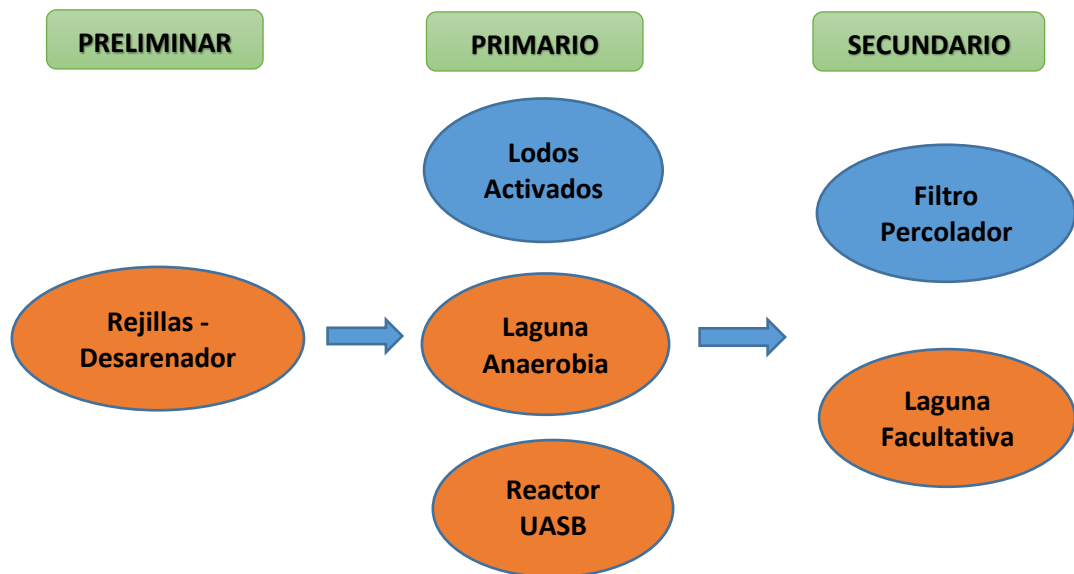 PRELIMINAR
PRIMARIO
SECUNDARIO
Lodos
Activados
Filtro
Percolador
Rejillas -
Desarenador
Laguna
Anaerobia
Laguna
Facultativa
Reactor
UASB